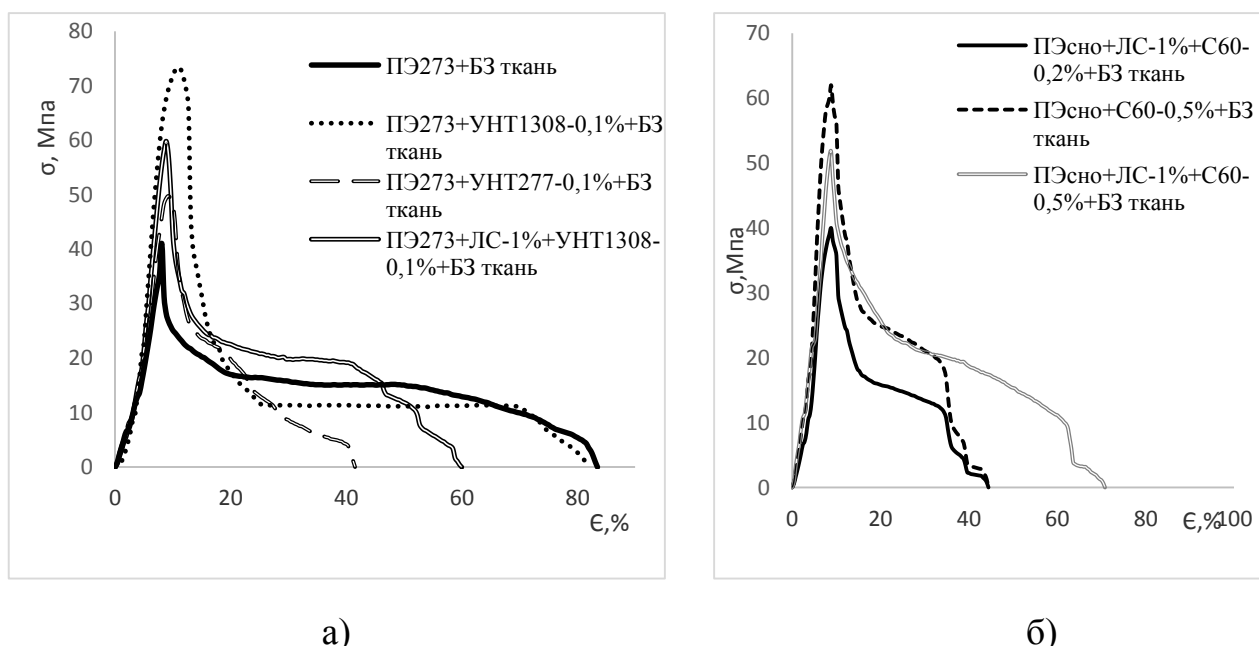 80
70
60
50
40
30
20
10
0
σ, Мпа
ПЭ273+БЗ ткань
ПЭ273+УНТ1308-0,1%+БЗ
ткань
ПЭ273+УНТ277-0,1%+БЗ
ткань
ПЭ273+ЛС-1%+УНТ1308-
0,1%+БЗ ткань
0 20 40 60 80
Є,%
а)
70
60
50
40
30
20
10
0
σ,Мпа
ПЭсно+ЛС-1%+С60-
0,2%+БЗ ткань
ПЭсно+С60-0,5%+БЗ
ткань
ПЭсно+ЛС-1%+С60-
0,5%+БЗ ткань
0 20 40 60 80 100
Є,%
б)